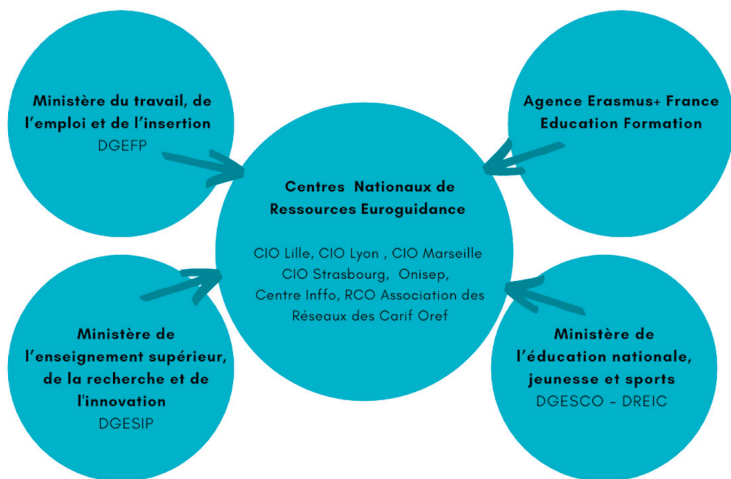 Ministère du travail, de
l'emploi et de l'insertion
DGEFP
Agence Erasmus+ France
Education Formation
Centres Nationaux de
Ressources Euroguidance
CIO Lille, CIO Lyon , CIO Marseille
CIO Strasbourg, Onisep,
Centre Inffo, RCO Association des
Réseaux des Carif Oref
Ministère de
l'enseignement supérieur,
de la recherche et de
l'innovation
DGESIP
Ministère de
l'éducation nationale,
jeunesse et sports
DGESCO - DREIC